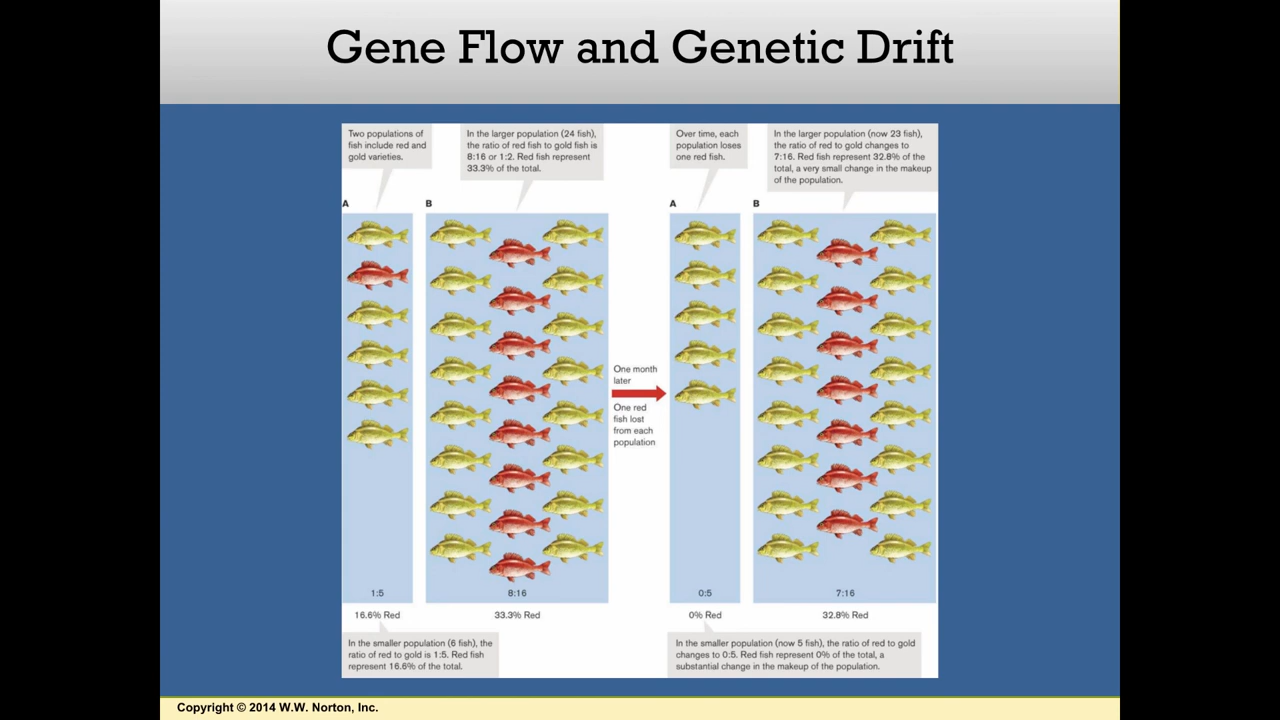 Gene Flow and Genetic Drift
Two populations of
fish include red and
gold varieties.
In the larger population (24 fish),
the ratio of red fish to gold fish is
8:16 or 1:2. Red fish represent
33.3% of the total.
Over time, each
population loses
one red fish.
In the larger population (now 23 fish),
the ratio of red to gold changes to
7:16. Red fish represent 32.8% of the
total, a very small change in the makeup
of the population.
A
B
A
B
One month
later
One red
fish lost
from each
population
1:5
8:16
0:5
7:16
16.6% Red
33.3% Red
0% Red
32.8% Red
In the smaller population (6 fish), the
ratio of red to gold is 1:5. Red fish
represent 16.6% of the total.
In the smaller population (now 5 fish), the ratio of red to gold
changes to 0:5. Red fish represent 0% of the total, a
substantial change in the makeup of the population.
Copyright © 2014 W.W. Norton, Inc.